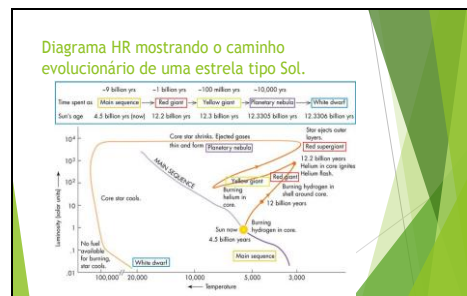 Diagrama HR mostrando o caminho
evolucionário de uma estrela tipo Sol.
~9 billion yrs ~1 billion yrs ~100 million yrs ~10,000 yrs
Time spent as Main sequence Red giant Yellow giant Planetary nebula White dwarf
Sun's age 4.5 billion yrs (now) 12.2 billion yrs 12.3 billion yrs 12.3305 billion yrs 12.3306 billion yrs
Star ejects outer
layers.
Red supergiant
Core star shrinks. Ejected gases
thin and form Planetary nebula
12.2 billion years
Helium in core ignites
Helium flash.
Red giant
Yellow giant
Burning
helium in
core.
Burning hydrogen in
shell around core.
12 billion years
MAIN SEQUENCE
Core star cools.
Burning
hydrogen in core.
Sun now
4.5 billion years
No fuel
available
for burning,
star cools.
White dwarf
Main sequence
Luminosity (solar units)
10⁴
10³
10²
10
1
.1
.01
100,000 20,000 10,000 5,000 3,000
Temperature